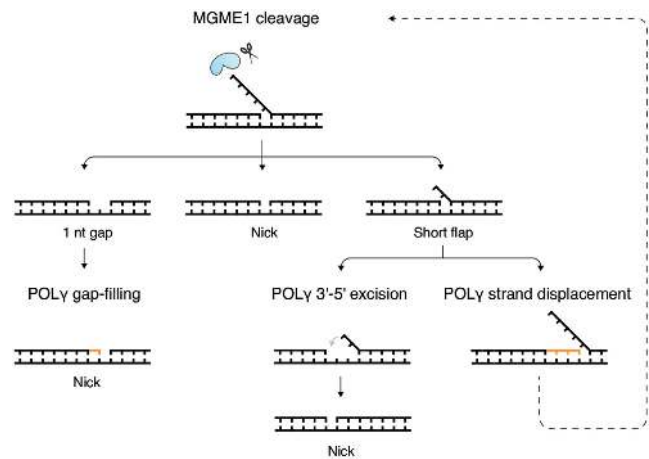 MGME1 cleavage
1 nt gap
Nick
Short flap
POLγ gap-filling
POLγ 3'-5' excision
POLγ strand displacement
Nick
Nick